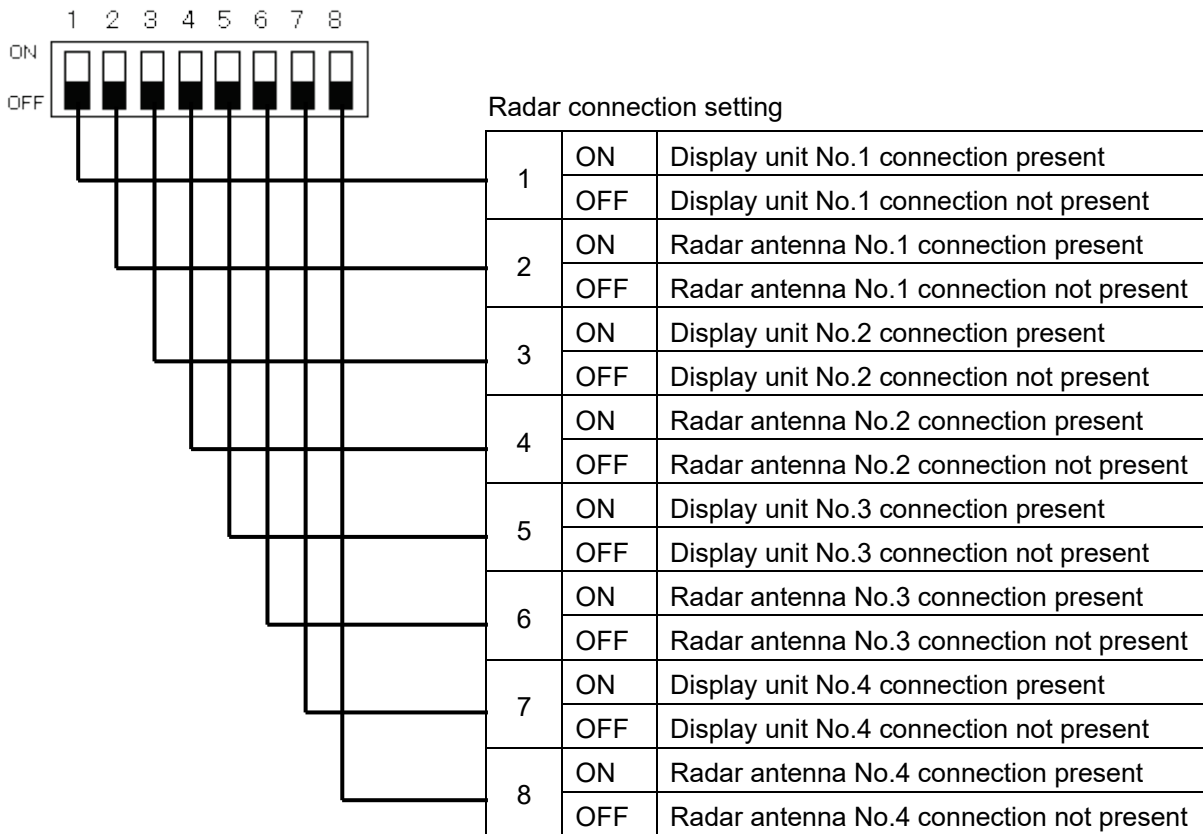 1 2 3 4 5 6 7 8
ON
OFF
Radar connection setting
1 ON Display unit No.1 connection present
OFF Display unit No.1 connection not present
2 ON Radar antenna No.1 connection present
OFF Radar antenna No.1 connection not present
3 ON Display unit No.2 connection present
OFF Display unit No.2 connection not present
4 ON Radar antenna No.2 connection present
OFF Radar antenna No.2 connection not present
5 ON Display unit No.3 connection present
OFF Display unit No.3 connection not present
6 ON Radar antenna No.3 connection present
OFF Radar antenna No.3 connection not present
7 ON Display unit No.4 connection present
OFF Display unit No.4 connection not present
8 ON Radar antenna No.4 connection present
OFF Radar antenna No.4 connection not present